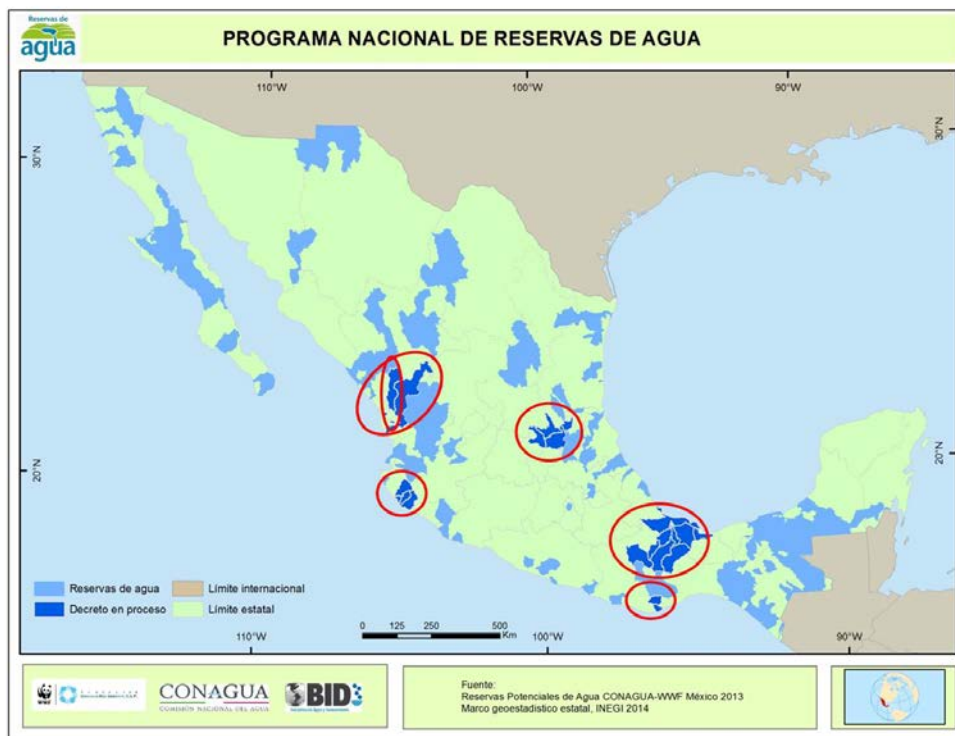 Reservas de
agua
PROGRAMA NACIONAL DE RESERVAS DE AGUA
110°W 100°W 90°W
30°N 30°N
20°N 20°N
Reservas de agua Límite internacional
Decreto en proceso Límite estatal
0 125 250 500
Km
110°W 100°W 90°W
WWF
CONAGUA
COMISIÓN NACIONAL DEL AGUA
BID
Fuente:
Reservas Potenciales de Agua CONAGUA-WWF México 2013
Marco geoestadístico estatal, INEGI 2014